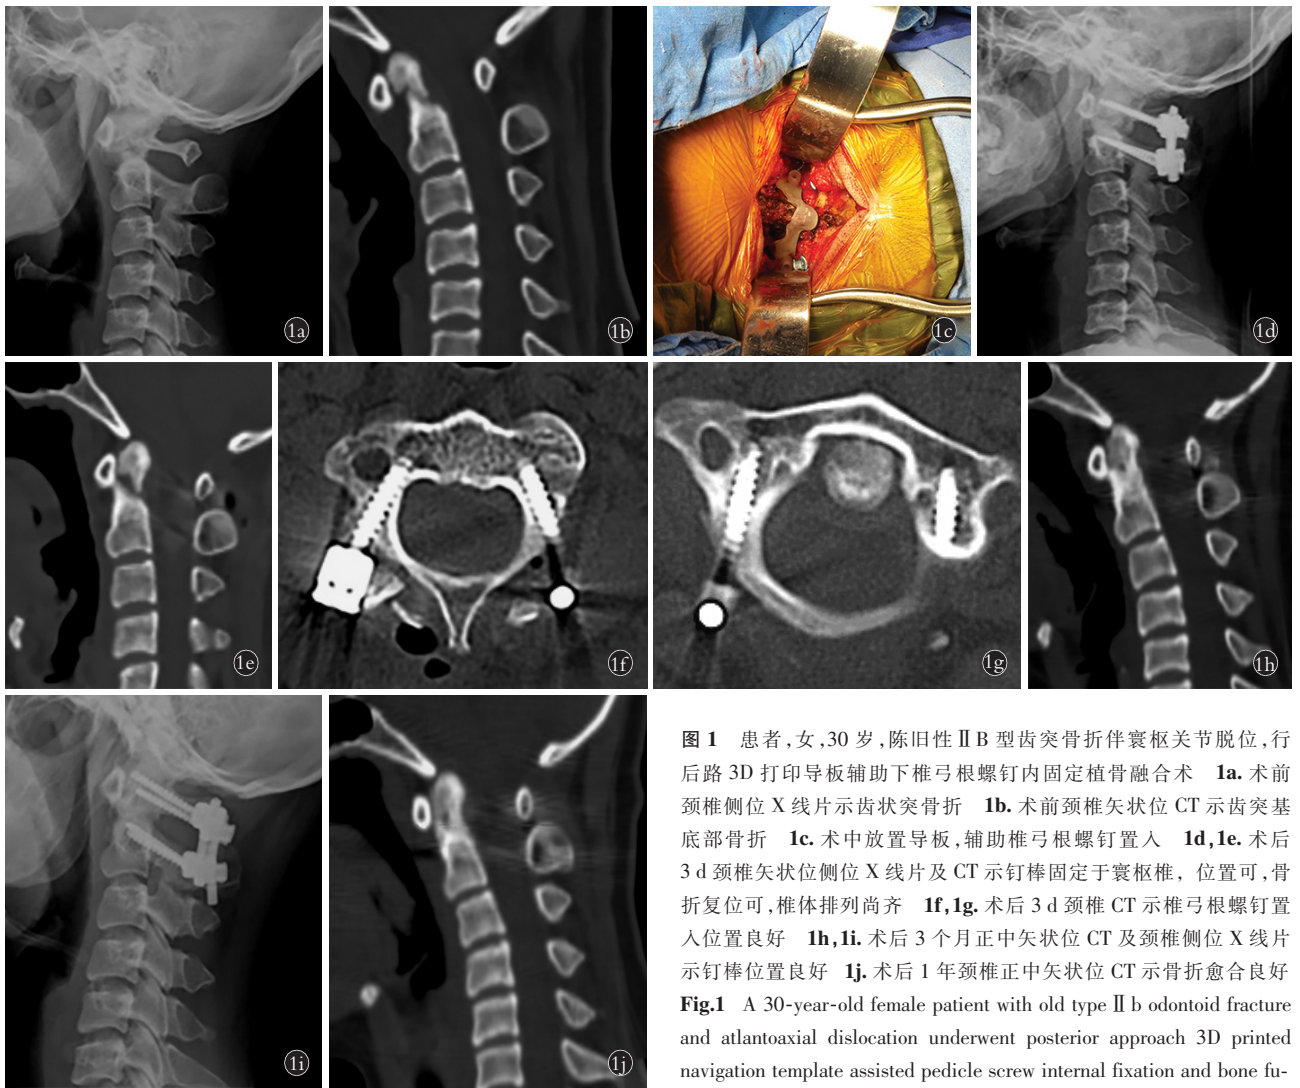 1a
1b
1c
1d
1e
1f
1g
1h
1i
1j
图 1 患者,女,30 岁,陈旧性ⅡB 型齿突骨折伴寰枢关节脱位,行
后路 3D 打印导板辅助下椎弓根螺钉内固定植骨融合术 1a. 术前
颈椎侧位 X 线片示齿状突骨折 1b. 术前颈椎矢状位 CT 示齿突基
底部骨折 1c. 术中放置导板,辅助椎弓根螺钉置入 1d,1e. 术后
3 d 颈椎矢状位侧位 X 线片及 CT 示钉棒固定于寰枢椎, 位置可,骨
折复位可,椎体排列尚齐 1f,1g. 术后 3 d 颈椎 CT 示椎弓根螺钉置
入位置良好 1h,1i. 术后 3 个月正中矢状位 CT 及颈椎侧位 X 线片
示钉棒位置良好 1j. 术后 1 年颈椎正中矢状位 CT 示骨折愈合良好
Fig.1 A 30-year-old female patient with old type Ⅱ b odontoid fracture
and atlantoaxial dislocation underwent posterior approach 3D printed
navigation template assisted pedicle screw internal fixation and bone fu-